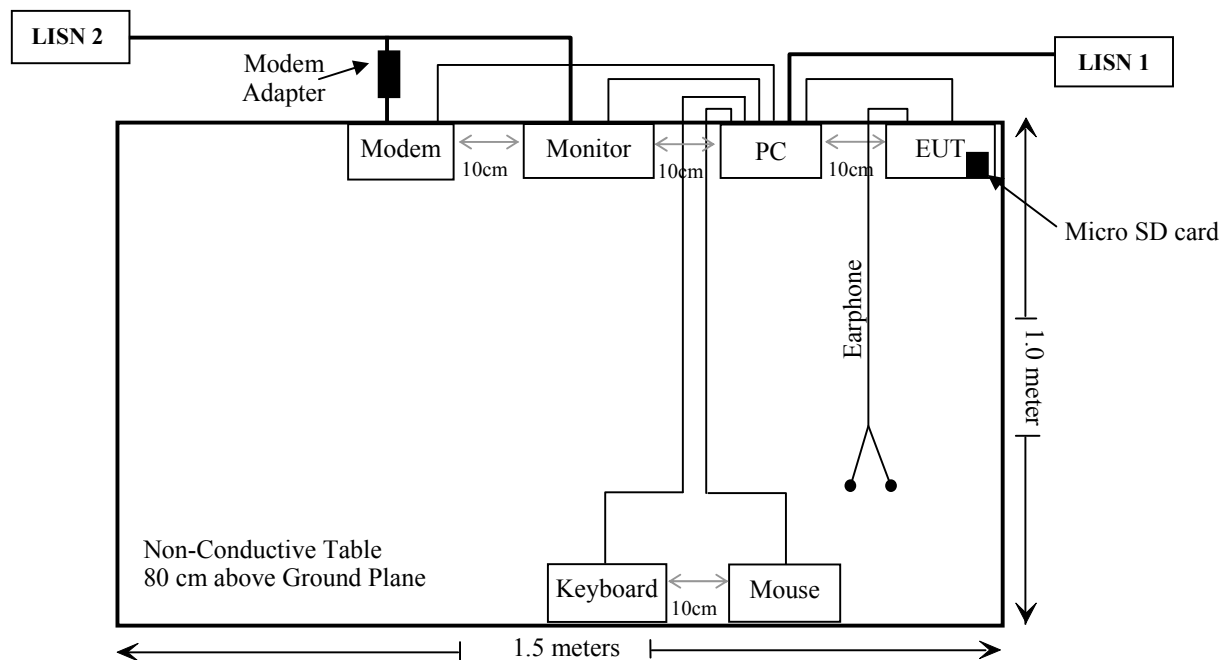 LISN 2
LISN 1
Modem
Adapter
Modem
10cm
Monitor
10cm
PC
10cm
EUT
Micro SD card
Earphone
1.0 meter
Non-Conductive Table
80 cm above Ground Plane
Keyboard
10cm
Mouse
1.5 meters